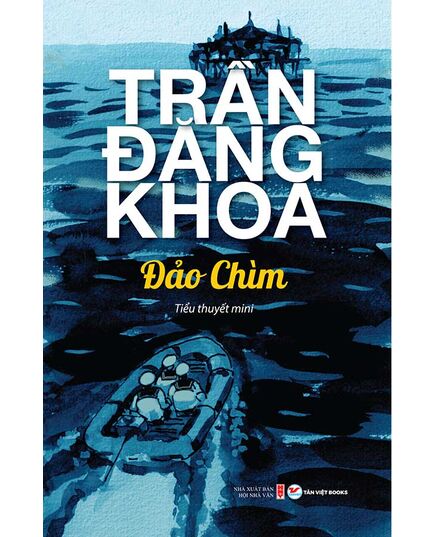 TRẦN
ĐĂNG
KHOA
Đảo Chìm
Tiểu thuyết mini
NHÀ XUẤT BẢN
HỘI NHÀ VĂN
TÂN VIỆT BOOKS